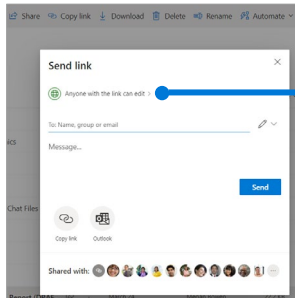 Share Copy link Download Delete Rename Automate
Send link
Anyone with the link can edit >
To: Name, group or email
Message...
ics
Send
Chat Files
Copy link Outlook
Shared with: